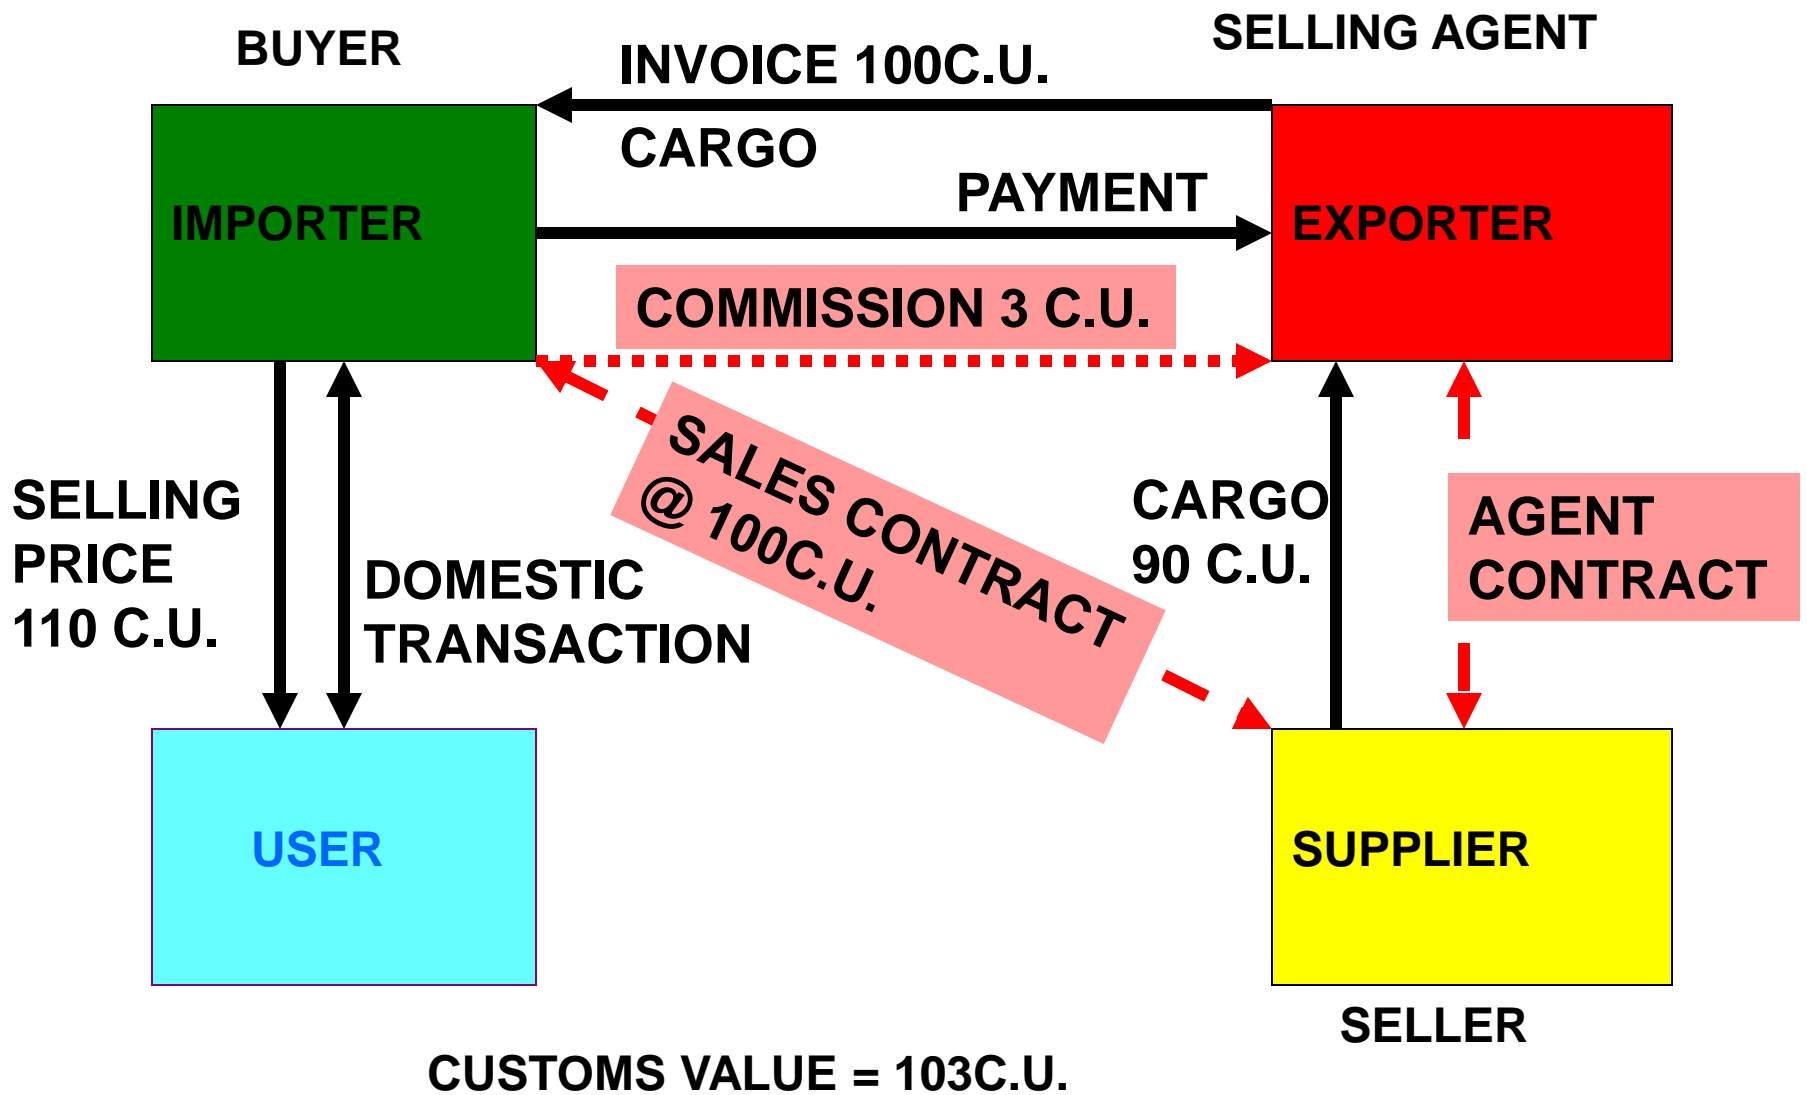 BUYER
SELLING AGENT
INVOICE 100C.U.
CARGO
PAYMENT
IMPORTER
EXPORTER
COMMISSION 3 C.U.
SALES CONTRACT
@ 100C.U.
SELLING
PRICE
110 C.U.
DOMESTIC
TRANSACTION
CARGO
90 C.U.
AGENT
CONTRACT
USER
SUPPLIER
SELLER
CUSTOMS VALUE = 103C.U.